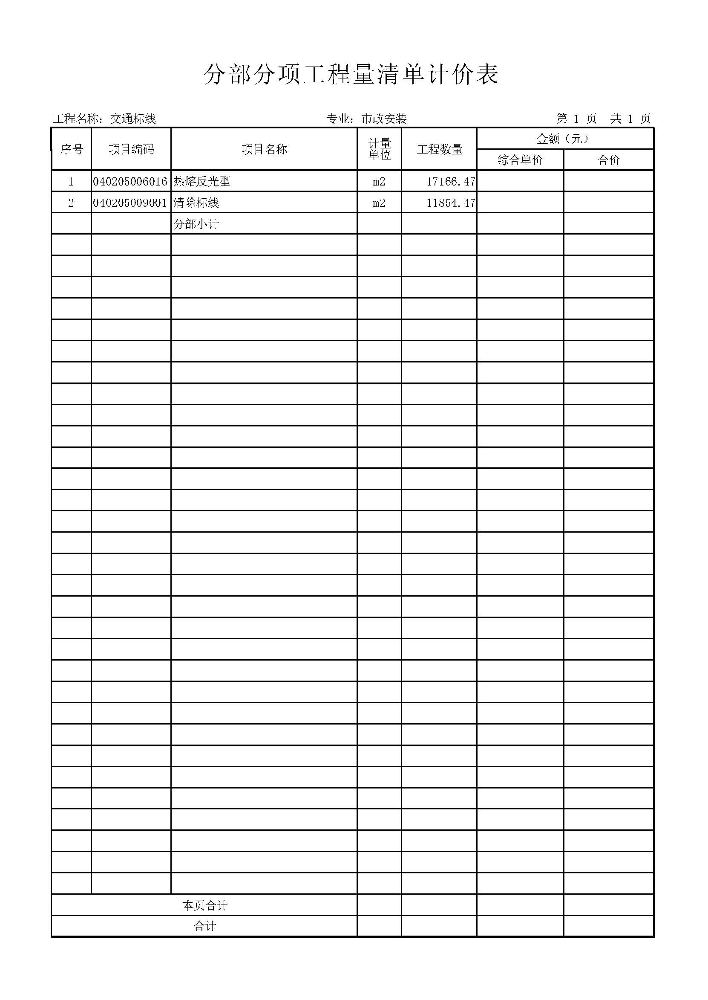 分部分项工程量清单计价表
工程名称：交通标线 专业：市政安装 第 1 页 共 1 页
序号 项目编码 项目名称 计量单位 工程数量 金额（元）
综合单价 合价
1 040205006016 热熔反光型 m2 17166.47
2 040205009001 清除标线 m2 11854.47
分部小计
本页合计
合计